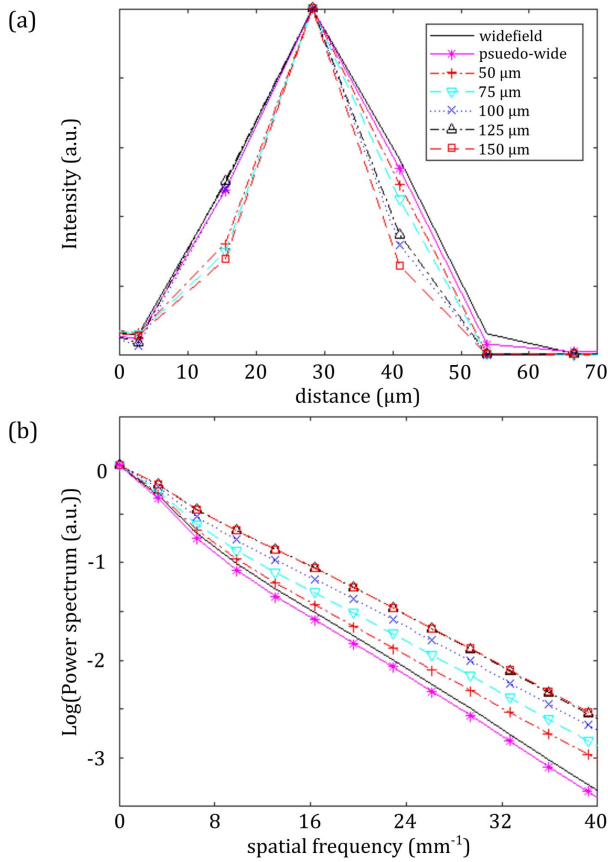 (a)
Intensity (a.u.)
widefield
psuedo-wide
50 μm
75 μm
100 μm
125 μm
150 μm
0 10 20 30 40 50 60 70
distance (μm)
(b)
Log(Power spectrum (a.u.))
0
-1
-2
-3
0 8 16 24 32 40
spatial frequency (mm⁻¹)